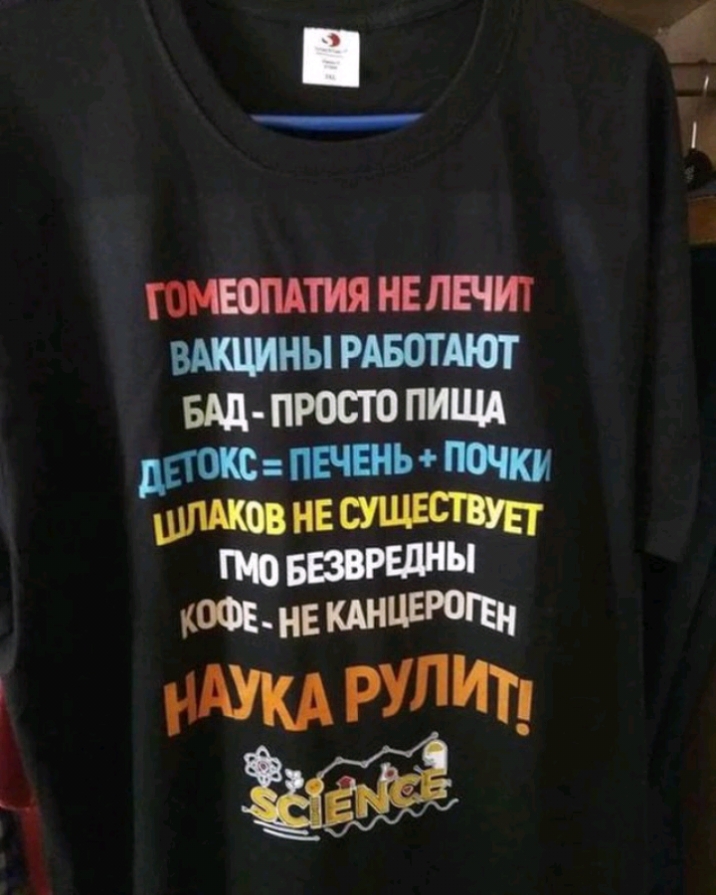 ГОМЕОПАТИЯ НЕ ЛЕЧИТ
ВАКЦИНЫ РАБОТАЮТ
БАД - ПРОСТО ПИЩА
ДЕТОКС = ПЕЧЕНЬ + ПОЧКИ
ШЛАКОВ НЕ СУЩЕСТВУЕТ
ГМО БЕЗВРЕДНЫ
КОФЕ - НЕ КАНЦЕРОГЕН
НАУКА РУЛИТ!
SCIENCE